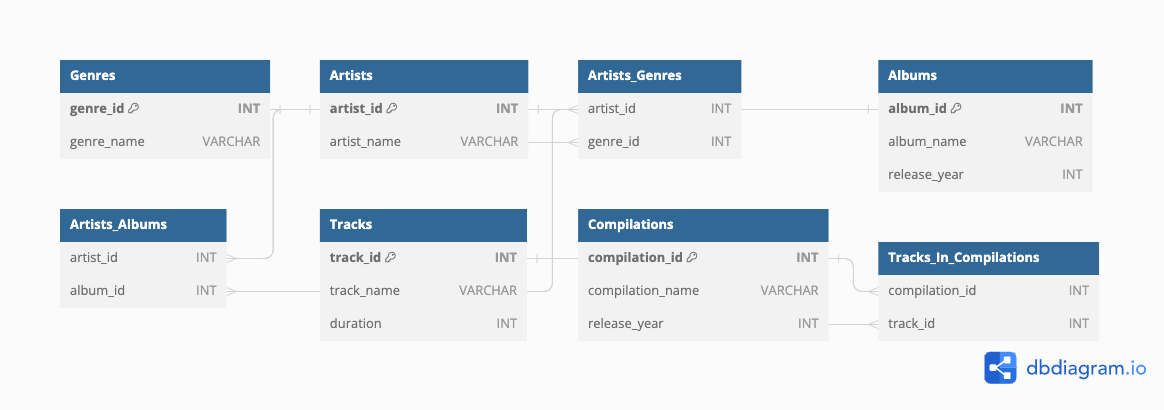 Genres
genre_id INT
genre_name VARCHAR
Artists
artist_id INT
artist_name VARCHAR
Artists_Genres
artist_id INT
genre_id INT
Albums
album_id INT
album_name VARCHAR
release_year INT
Artists_Albums
artist_id INT
album_id INT
Tracks
track_id INT
track_name VARCHAR
duration INT
Compilations
compilation_id INT
compilation_name VARCHAR
release_year INT
Tracks_In_Compilations
compilation_id INT
track_id INT
dbdiagram.io